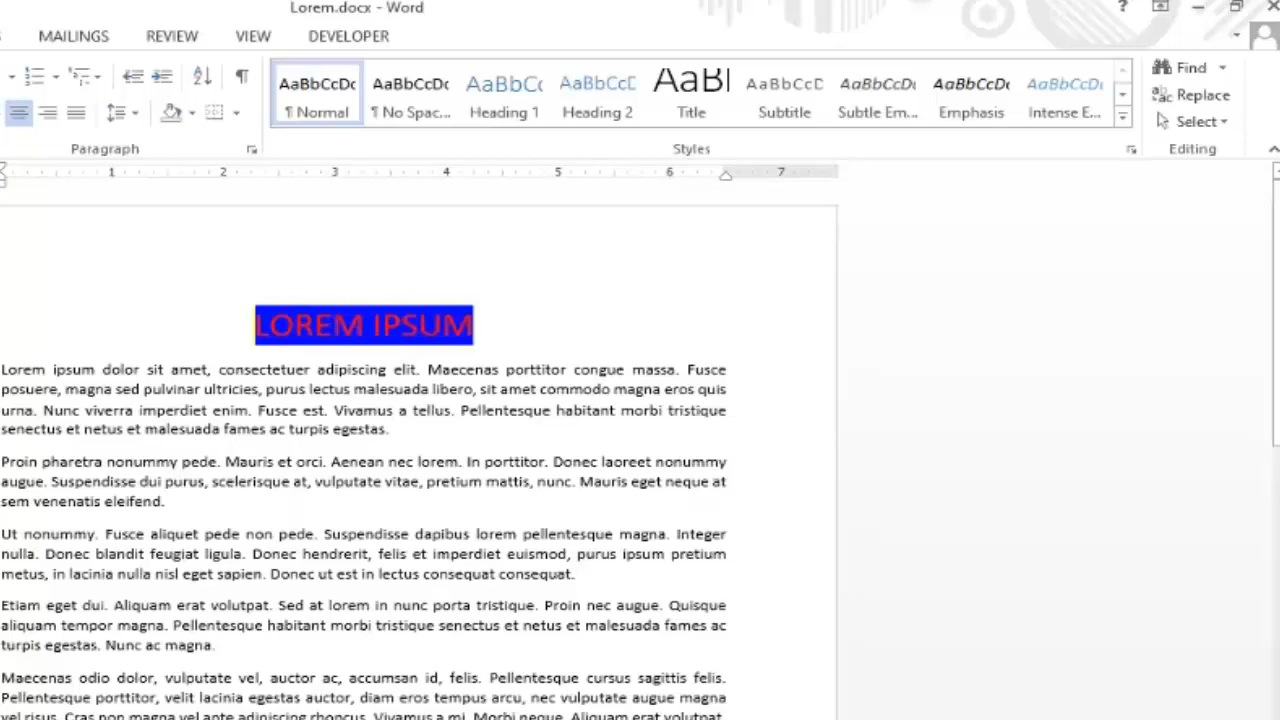 Lorem.docx - Word
?
MAILINGS REVIEW VIEW DEVELOPER
AaBbCcDc AaBbCcDc AaBbCc AaBbCcD AaBl AaBbCcD AaBbCcDc AaBbCcDc AaBbCcDc
¶ Normal ¶ No Spac... Heading 1 Heading 2 Title Subtitle Subtle Em... Emphasis Intense E...
Find
Replace
Select
Paragraph Styles Editing
1 2 3 4 5 6 7
LOREM IPSUM
Lorem ipsum dolor sit amet, consectetuer adipiscing elit. Maecenas porttitor congue massa. Fusce
posuere, magna sed pulvinar ultricies, purus lectus malesuada libero, sit amet commodo magna eros quis
urna. Nunc viverra imperdiet enim. Fusce est. Vivamus a tellus. Pellentesque habitant morbi tristique
senectus et netus et malesuada fames ac turpis egestas.
Proin pharetra nonummy pede. Mauris et orci. Aenean nec lorem. In porttitor. Donec laoreet nonummy
augue. Suspendisse dui purus, scelerisque at, vulputate vitae, pretium mattis, nunc. Mauris eget neque at
sem venenatis eleifend.
Ut nonummy. Fusce aliquet pede non pede. Suspendisse dapibus lorem pellentesque magna. Integer
nulla. Donec blandit feugiat ligula. Donec hendrerit, felis et imperdiet euismod, purus ipsum pretium
metus, in lacinia nulla nisl eget sapien. Donec ut est in lectus consequat consequat.
Etiam eget dui. Aliquam erat volutpat. Sed at lorem in nunc porta tristique. Proin nec augue. Quisque
aliquam tempor magna. Pellentesque habitant morbi tristique senectus et netus et malesuada fames ac
turpis egestas. Nunc ac magna.
Maecenas odio dolor, vulputate vel, auctor ac, accumsan id, felis. Pellentesque cursus sagittis felis.
Pellentesque porttitor, velit lacinia egestas auctor, diam eros tempus arcu, nec vulputate augue magna
vel risus. Cras non magna vel ante adipiscing rhoncus. Vivamus a mi. Morbi neque. Aliquam erat volutpat.